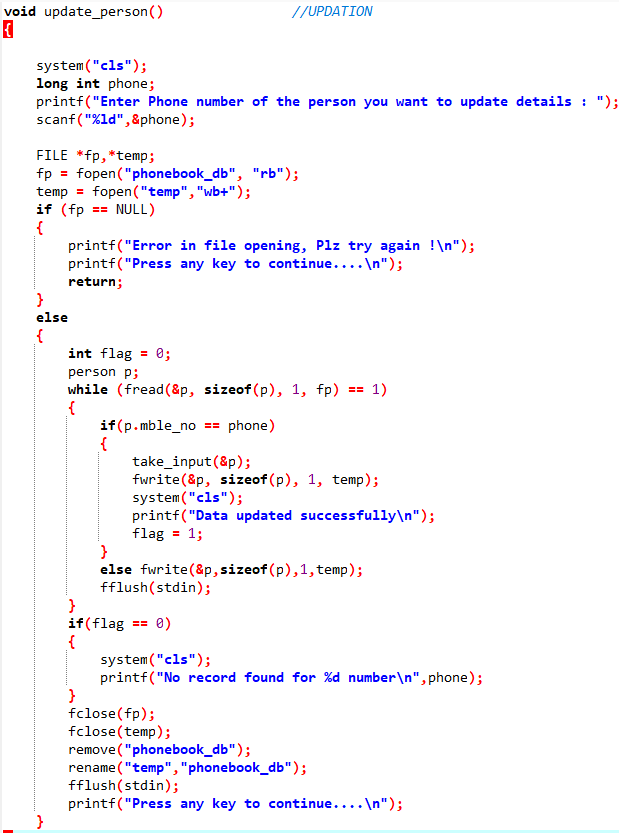 void update_person()                //UPDATION
{

    system("cls");
    long int phone;
    printf("Enter Phone number of the person you want to update details : ");
    scanf("%ld",&phone);

    FILE *fp,*temp;
    fp = fopen("phonebook_db", "rb");
    temp = fopen("temp","wb+");
    if (fp == NULL)
    {
        printf("Error in file opening, Plz try again !\n");
        printf("Press any key to continue....\n");
        return;
    }
    else
    {
        int flag = 0;
        person p;
        while (fread(&p, sizeof(p), 1, fp) == 1)
        {
            if(p.mble_no == phone)
            {
                take_input(&p);
                fwrite(&p, sizeof(p), 1, temp);
                system("cls");
                printf("Data updated successfully\n");
                flag = 1;
            }
            else fwrite(&p,sizeof(p),1,temp);
            fflush(stdin);
        }
        if(flag == 0)
        {
            system("cls");
            printf("No record found for %d number\n",phone);
        }
        fclose(fp);
        fclose(temp);
        remove("phonebook_db");
        rename("temp","phonebook_db");
        fflush(stdin);
        printf("Press any key to continue....\n");
    }